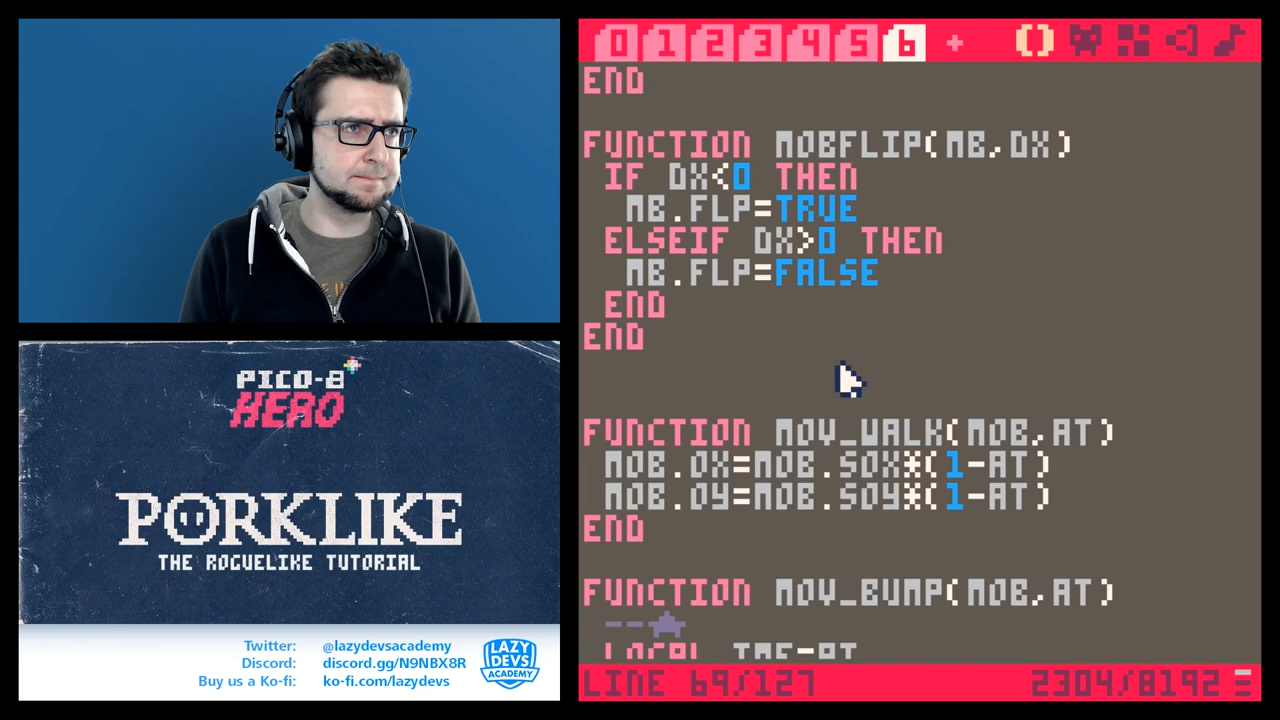 0 1 2 3 4 5 6 +
END
FUNCTION MOBFLIP(MB,DX)
IF DX<0 THEN
MB.FLP=TRUE
ELSEIF DX>0 THEN
MB.FLP=FALSE
END
END
FUNCTION MOV_WALK(MOB,AT)
MOB.OX=MOB.SOX*(1-AT)
MOB.OY=MOB.SOY*(1-AT)
END
FUNCTION MOV_BUMP(MOB,AT)
--
LOCAL
LINE 69/127
2304/8192
PICO-8
HERO
PORKLIKE
THE ROGUELIKE TUTORIAL
Twitter: @lazydevsacademy
Discord: discord.gg/N9NBX8R
Buy us a Ko-fi: ko-fi.com/lazydevs
LAZY
DEVS
ACADEMY